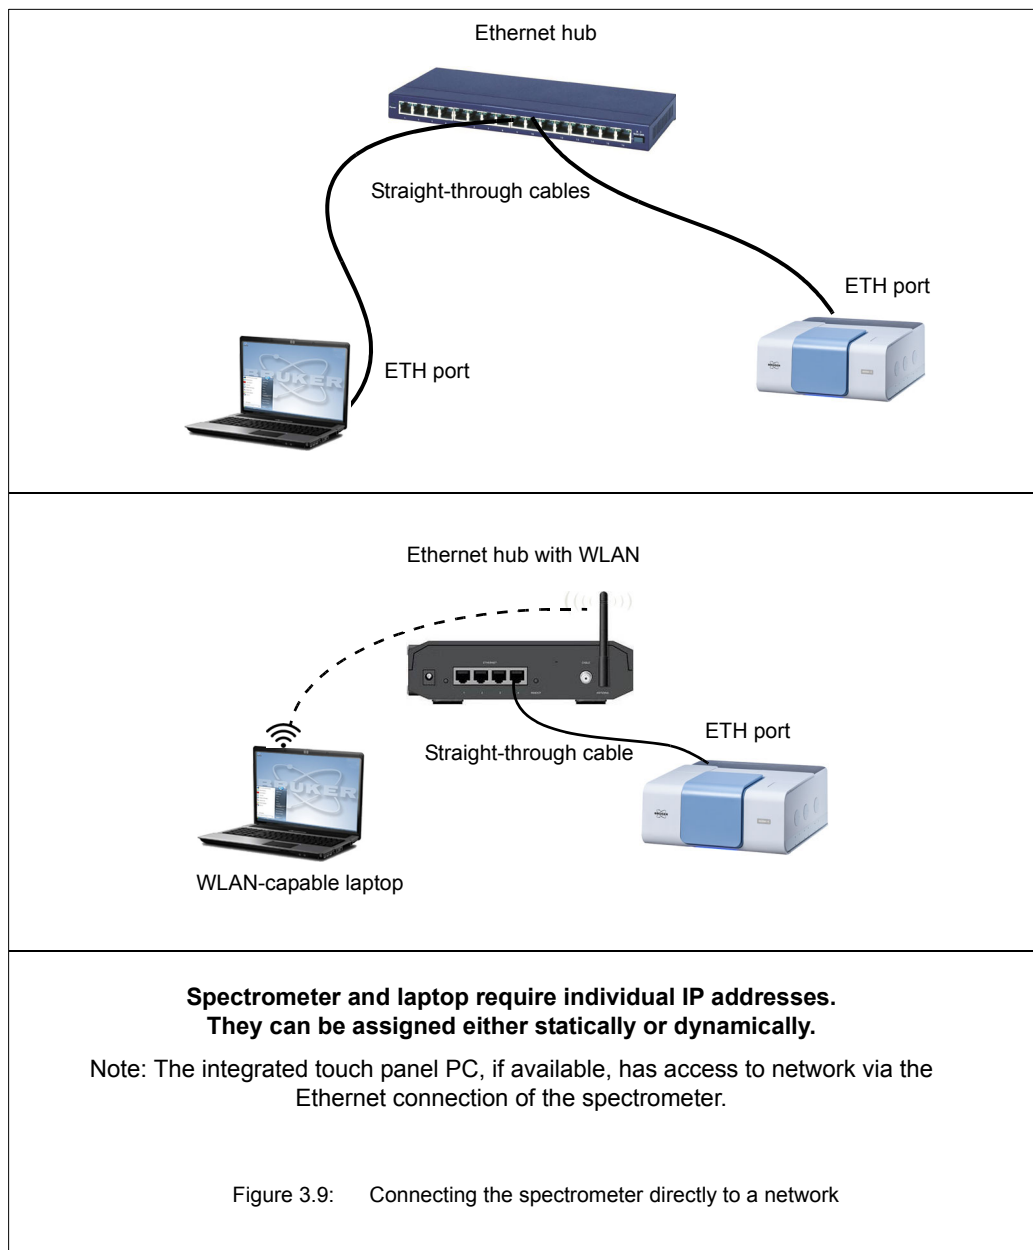 Ethernet hub
Straight-through cables
ETH port
ETH port
BRUKER
Ethernet hub with WLAN
Straight-through cable
ETH port
BRUKER
BRUKER
WLAN-capable laptop
Spectrometer and laptop require individual IP addresses.
They can be assigned either statically or dynamically.
Note: The integrated touch panel PC, if available, has access to network via the
Ethernet connection of the spectrometer.
Figure 3.9: Connecting the spectrometer directly to a network